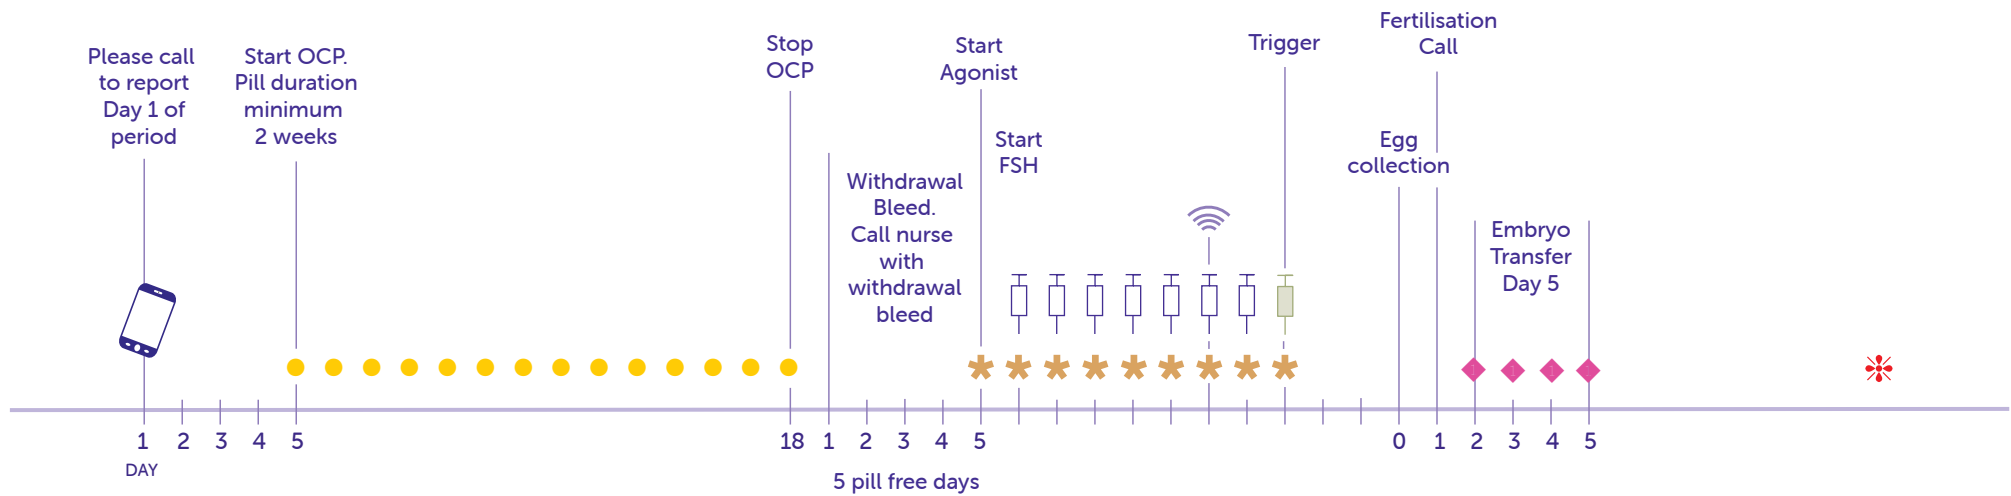 Please call
to report
Day 1 of
period
Start OCP.
Pill duration
minimum
2 weeks
Stop
OCP
Withdrawal
Bleed.
Call nurse
with
withdrawal
bleed
Start
Agonist
Start
FSH
Trigger
Egg
collection
Fertilisation
Call
Embryo
Transfer
Day 5
1 2 3 4 5 18 1 2 3 4 5 0 1 2 3 4 5
DAY
5 pill free days